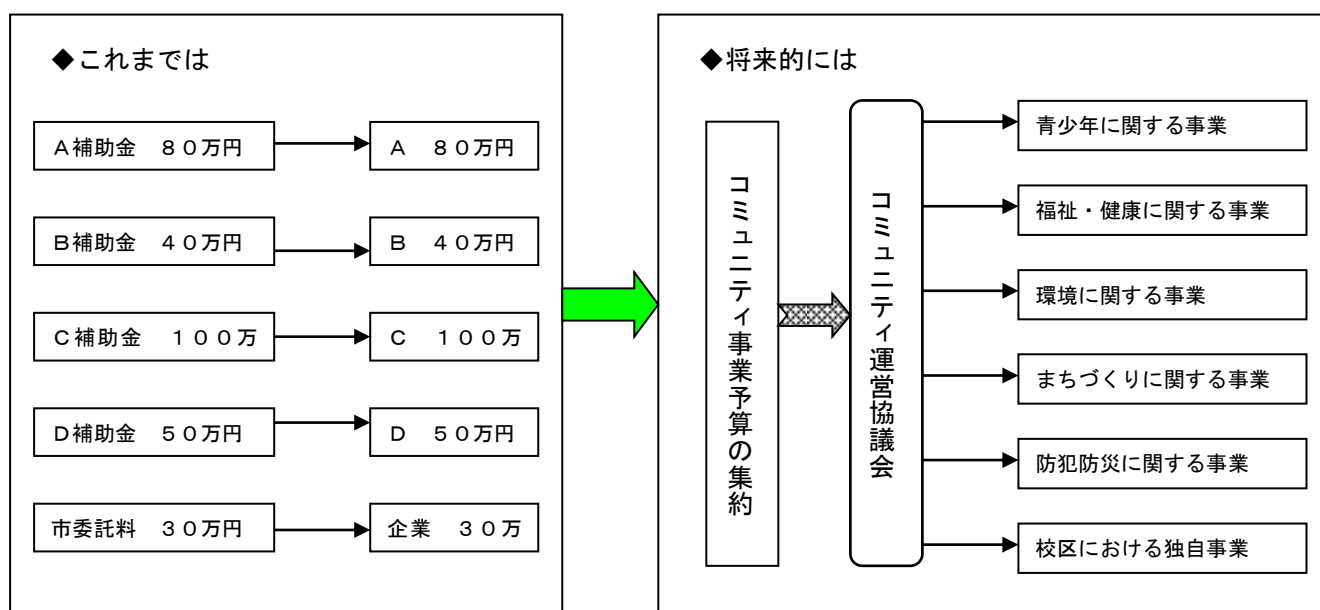 ◆これまでは
A補助金　８０万円
A　８０万円
B補助金　４０万円
B　４０万円
C補助金　１００万
C　１００万
D補助金　５０万円
D　５０万円
市委託料　３０万円
企業　３０万
◆将来的には
コミュニティ事業予算の集約
コミュニティ運営協議会
青少年に関する事業
福祉・健康に関する事業
環境に関する事業
まちづくりに関する事業
防犯防災に関する事業
校区における独自事業